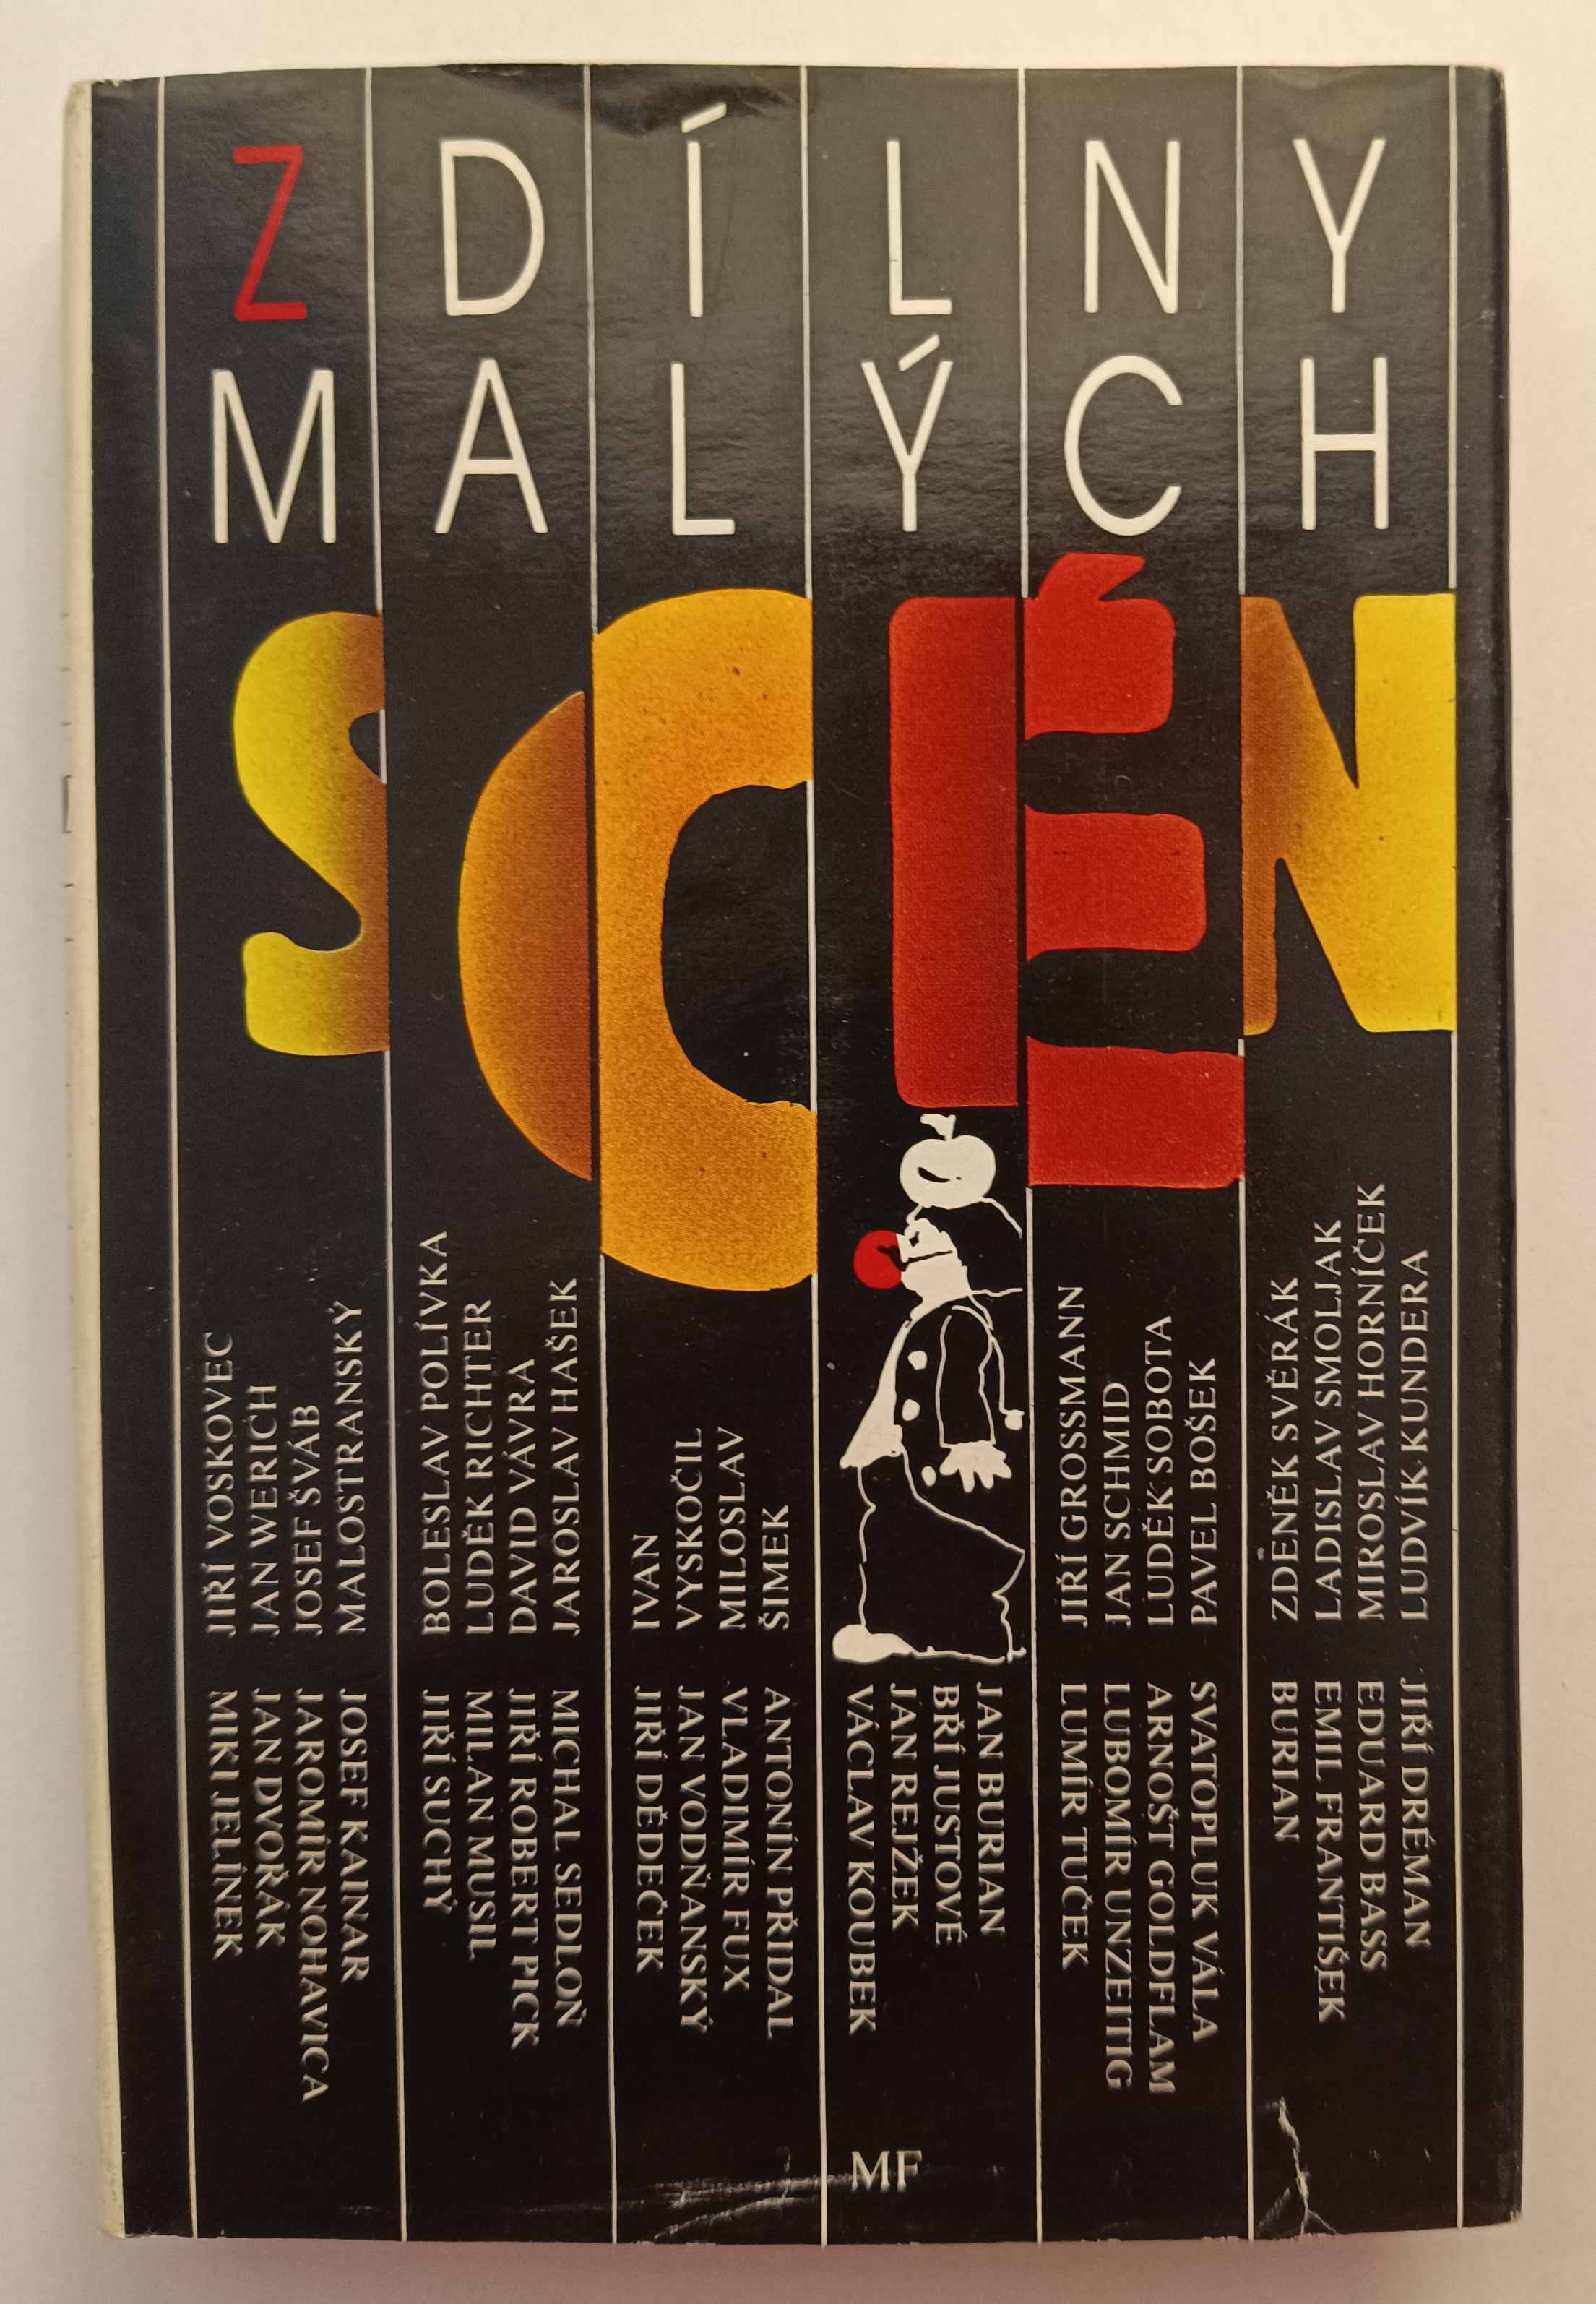 Z DÍLNY
MALÝCH
SCÉN
JIŘÍ VOSKOVEC
JAN WERICH
JOSEF ŠVÁB
MALOSTRANSKÝ
BOLESLAV POLÍVKA
LUDĚK RICHTER
DAVID VÁVRA
JAROSLAV HAŠEK
IVAN
VYSKOČIL
MILOSLAV
ŠIMEK
JIŘÍ GROSSMANN
JAN SCHMID
LUDĚK SOBOTA
PAVEL BOŠEK
ZDENĚK SVĚRÁK
LADISLAV SMOLJAK
MIROSLAV HORNÍČEK
LUDVÍK KUNDERA
JOSEF KAINAR
JAROMÍR NOHAVICA
JAN DVOŘÁK
MIKI JELÍNEK
MICHAL SEDLOŇ
JIŘÍ ROBERT PICK
MILAN MUSIL
JIŘÍ SUCHÝ
ANTONÍN PŘIDAL
VLADIMÍR FUX
JAN VODŇANSKÝ
JIŘÍ DĚDEČEK
JAN BURIAN
BŘÍ JUSTOVÉ
JAN REJŽEK
VÁCLAV KOUBEK
SVATOPLUK VÁLA
ARNOŠT GOLDFLAM
LUBOMÍR UNZEITIG
LUMÍR TUČEK
JIŘÍ DRÉMAN
EDUARD BASS
EMIL FRANTIŠEK
BURIAN
MF